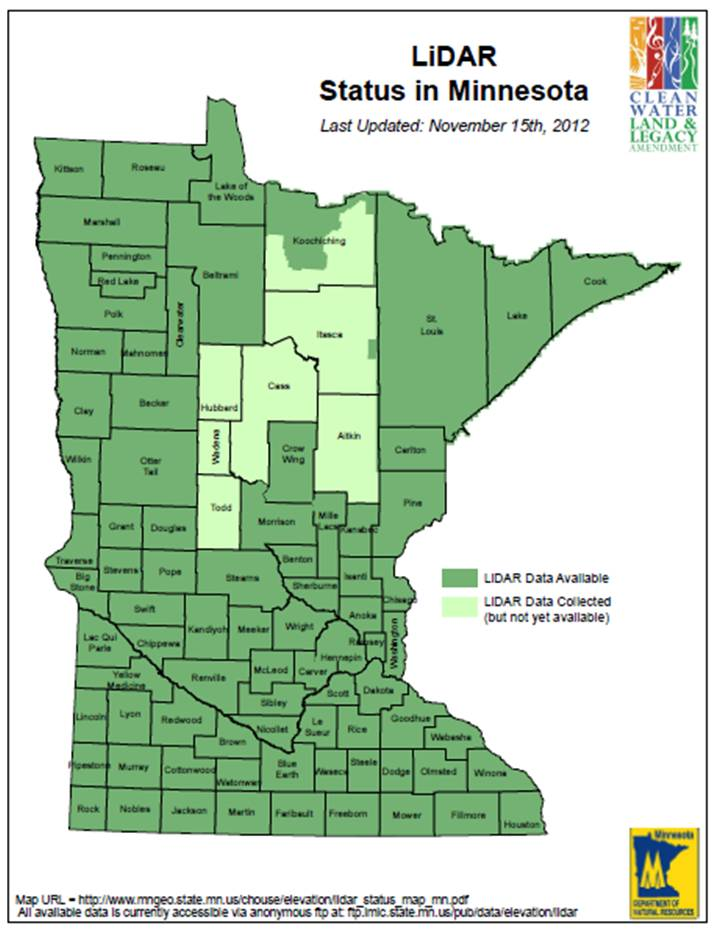 LiDAR
Status in Minnesota
Last Updated: November 15th, 2012
CLEAN
WATER
LAND &
LEGACY
AMENDMENT
Kittson
Roseau
Lake of
the Woods
Marshall
Koochiching
Pennington
Beltrami
Red Lake
Cook
Polk
Clearwater
St.
Louis
Lake
Itasca
Norman
Mahnomen
Cass
Becker
Hubbard
Clay
Wadena
Aitkin
Crow
Wing
Carlton
Wilkin
Otter
Tail
Pine
Todd
Morrison
Mille
Lacs
Kanabec
Grant
Douglas
Traverse
Benton
Big
Stone
Stevens
Pope
Stearns
Isanti
Sherburne
Chisago
LIDAR Data Available
LIDAR Data Collected
(but not yet available)
Swift
Anoka
Kandiyohi
Meeker
Wright
Lac Qui
Parle
Chippewa
Ramsey
Washington
Hennepin
McLeod
Carver
Yellow
Medicine
Renville
Scott
Dakota
Sibley
Lincoln
Lyon
Redwood
Nicollet
Le
Sueur
Rice
Goodhue
Wabasha
Brown
Pipestone
Murray
Cottonwood
Watonwan
Blue
Earth
Waseca
Steele
Dodge
Olmsted
Winona
Rock
Nobles
Jackson
Martin
Faribault
Freeborn
Mower
Fillmore
Houston
Minnesota
DEPARTMENT OF
NATURAL RESOURCES
Map URL = http://www.mngeo.state.mn.us/chouse/elevation/lidar_status_map_mn.pdf
All available data is currently accessible via anonymous ftp at: ftp.lmic.state.mn.us/pub/data/elevation/lidar